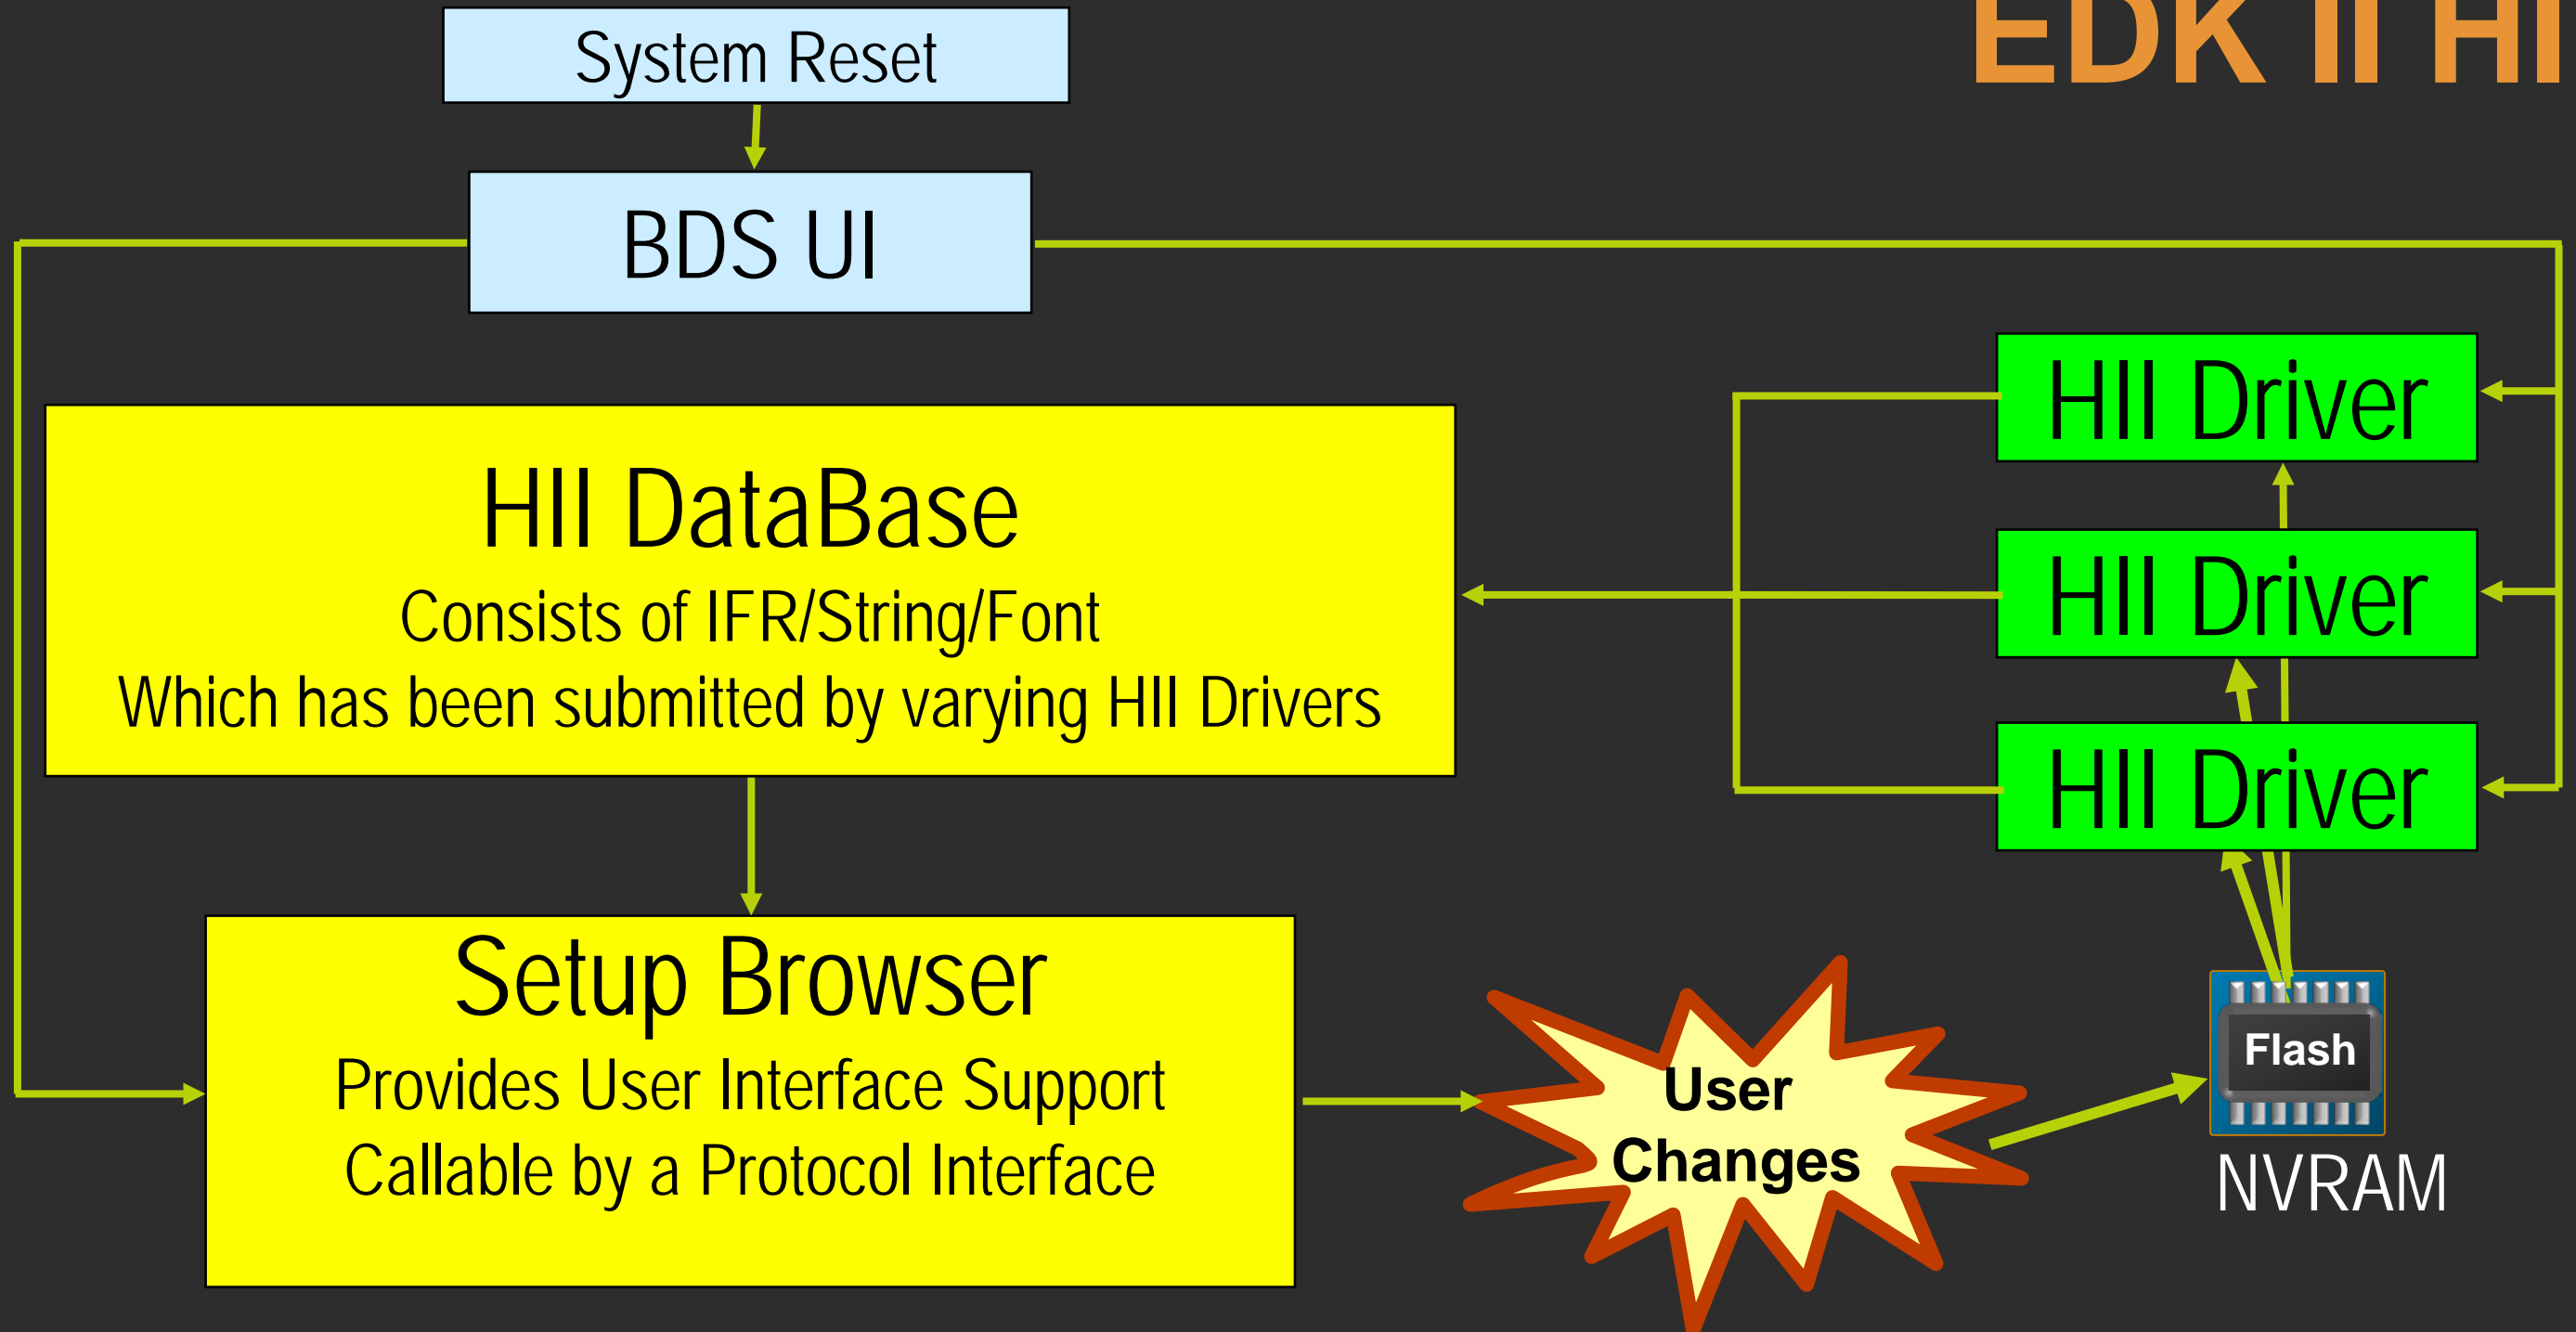 EDK II HI
System Reset
BDS UI
HII DataBase
Consists of IFR/String/Font
Which has been submitted by varying HII Drivers
HII Driver
HII Driver
HII Driver
Setup Browser
Provides User Interface Support
Callable by a Protocol Interface
User
Changes
Flash
NVRAM